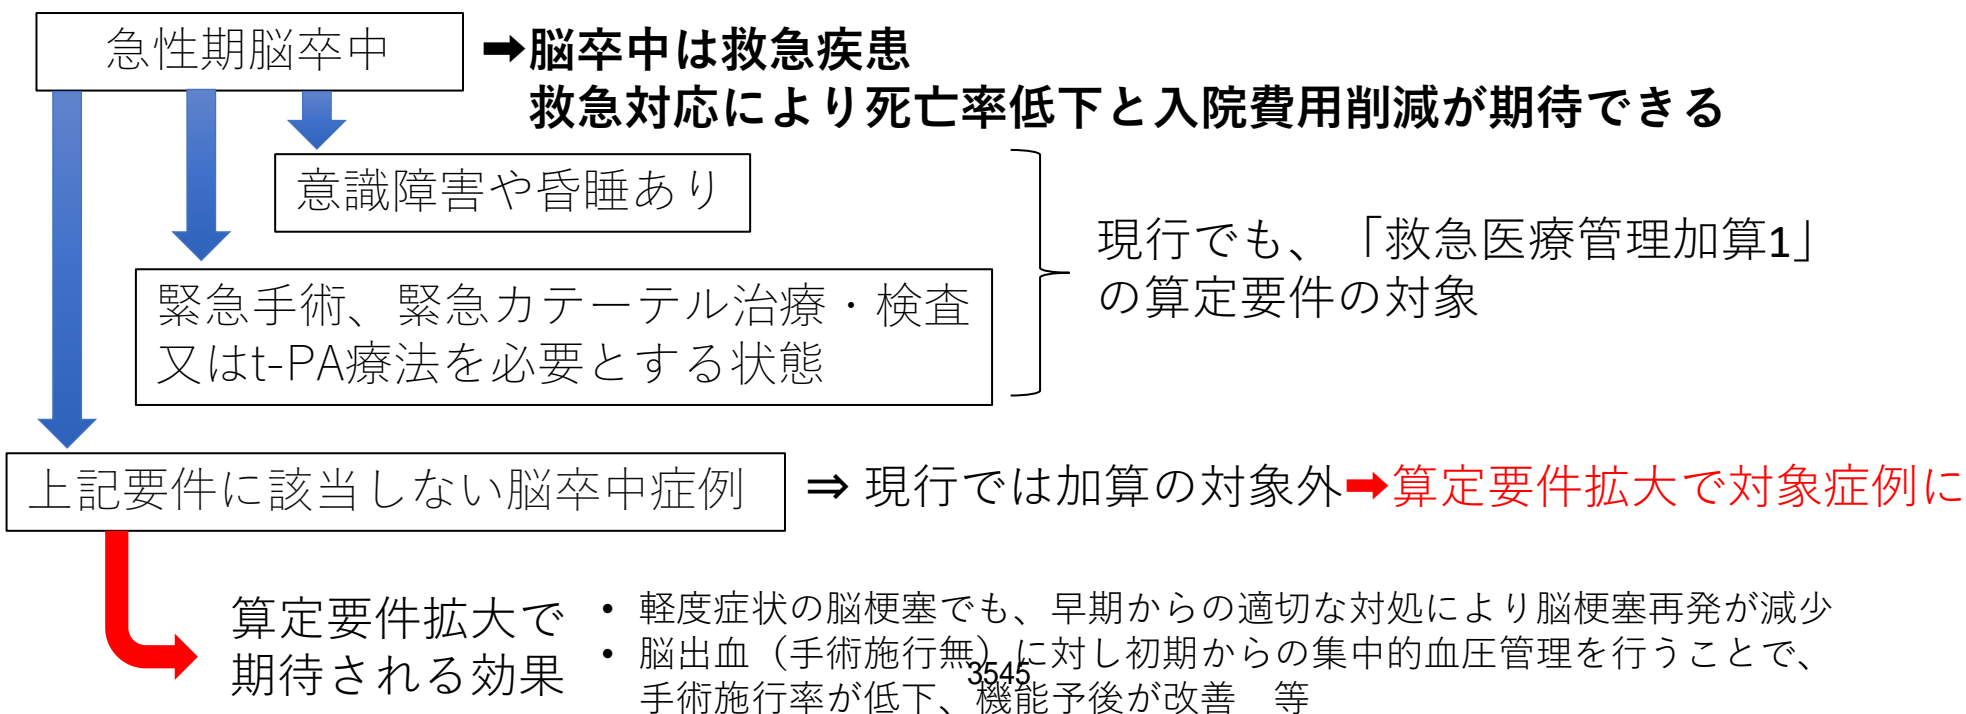 急性期脳卒中
➡脳卒中は救急疾患
救急対応により死亡率低下と入院費用削減が期待できる
意識障害や昏睡あり
緊急手術、緊急カテーテル治療・検査
又はt-PA療法を必要とする状態
現行でも、「救急医療管理加算1」
の算定要件の対象
上記要件に該当しない脳卒中症例
⇒ 現行では加算の対象外➡算定要件拡大で対象症例に
算定要件拡大で
期待される効果
• 軽度症状の脳梗塞でも、早期からの適切な対処により脳梗塞再発が減少
• 脳出血（手術施行無）に対し初期からの集中的血圧管理を行うことで、
手術施行率が低下、機能予後が改善　等
3545